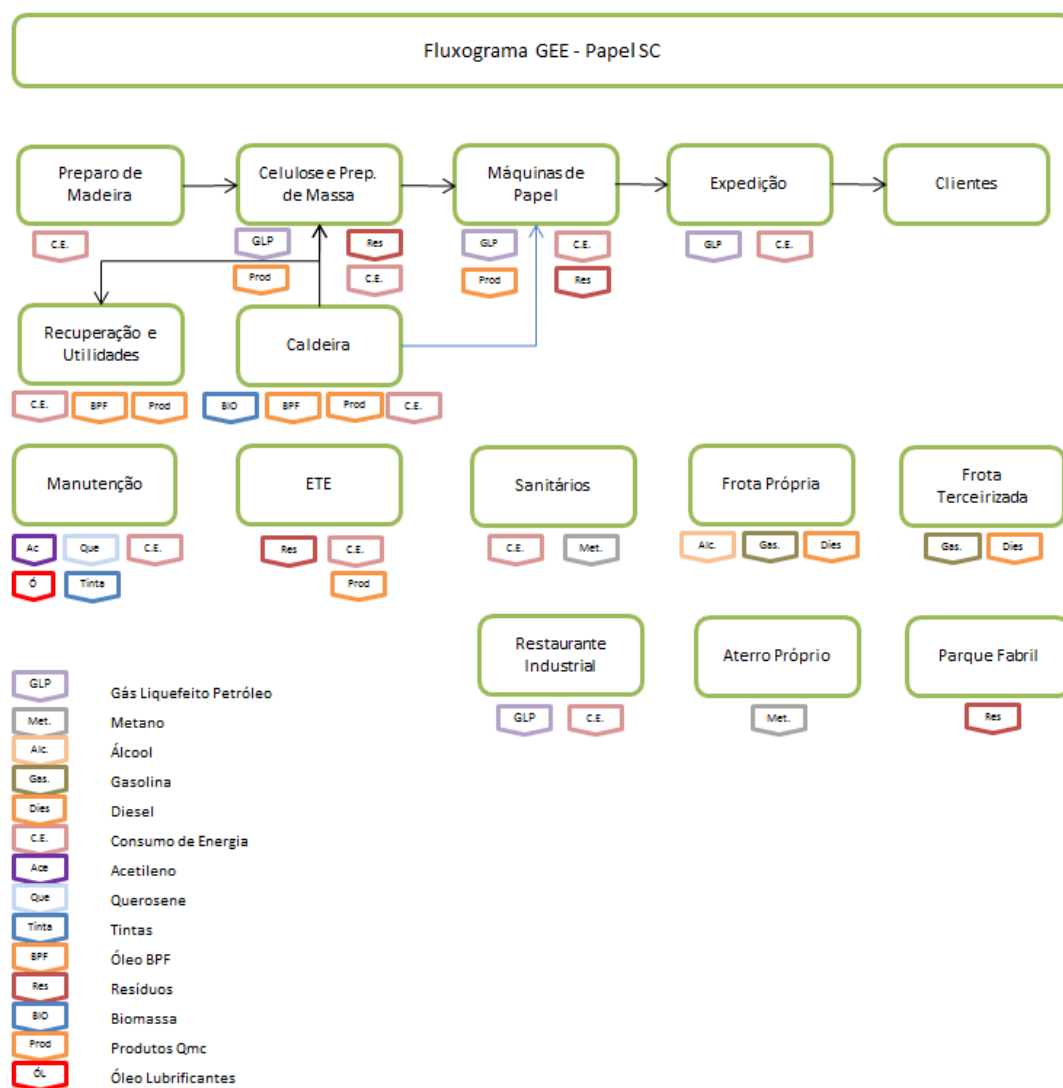 Fluxograma GEE - Papel SC
Preparo de
Madeira
Celulose e Prep.
de Massa
Máquinas de
Papel
Expedição
Clientes
C.E.
GLP
Res
Prod
C.E.
GLP
C.E.
Prod
Res
GLP
C.E.
Recuperação e
Utilidades
Caldeira
C.E.
BPF
Prod
BIO
BPF
Prod
C.E.
Manutenção
ETE
Sanitários
Frota Própria
Frota
Terceirizada
Ac
Que
C.E.
Ó
Tinta
Res
C.E.
Prod
C.E.
Met.
Alc.
Gas.
Dies
Gas.
Dies
Restaurante
Industrial
Aterro Próprio
Parque Fabril
GLP
C.E.
Met.
Res
GLP Gás Liquefeito Petróleo
Met. Metano
Alc. Álcool
Gas. Gasolina
Dies Diesel
C.E. Consumo de Energia
Ace Acetileno
Que Querosene
Tinta Tintas
BPF Óleo BPF
Res Resíduos
BIO Biomassa
Prod Produtos Qmc
ÓL Óleo Lubrificantes